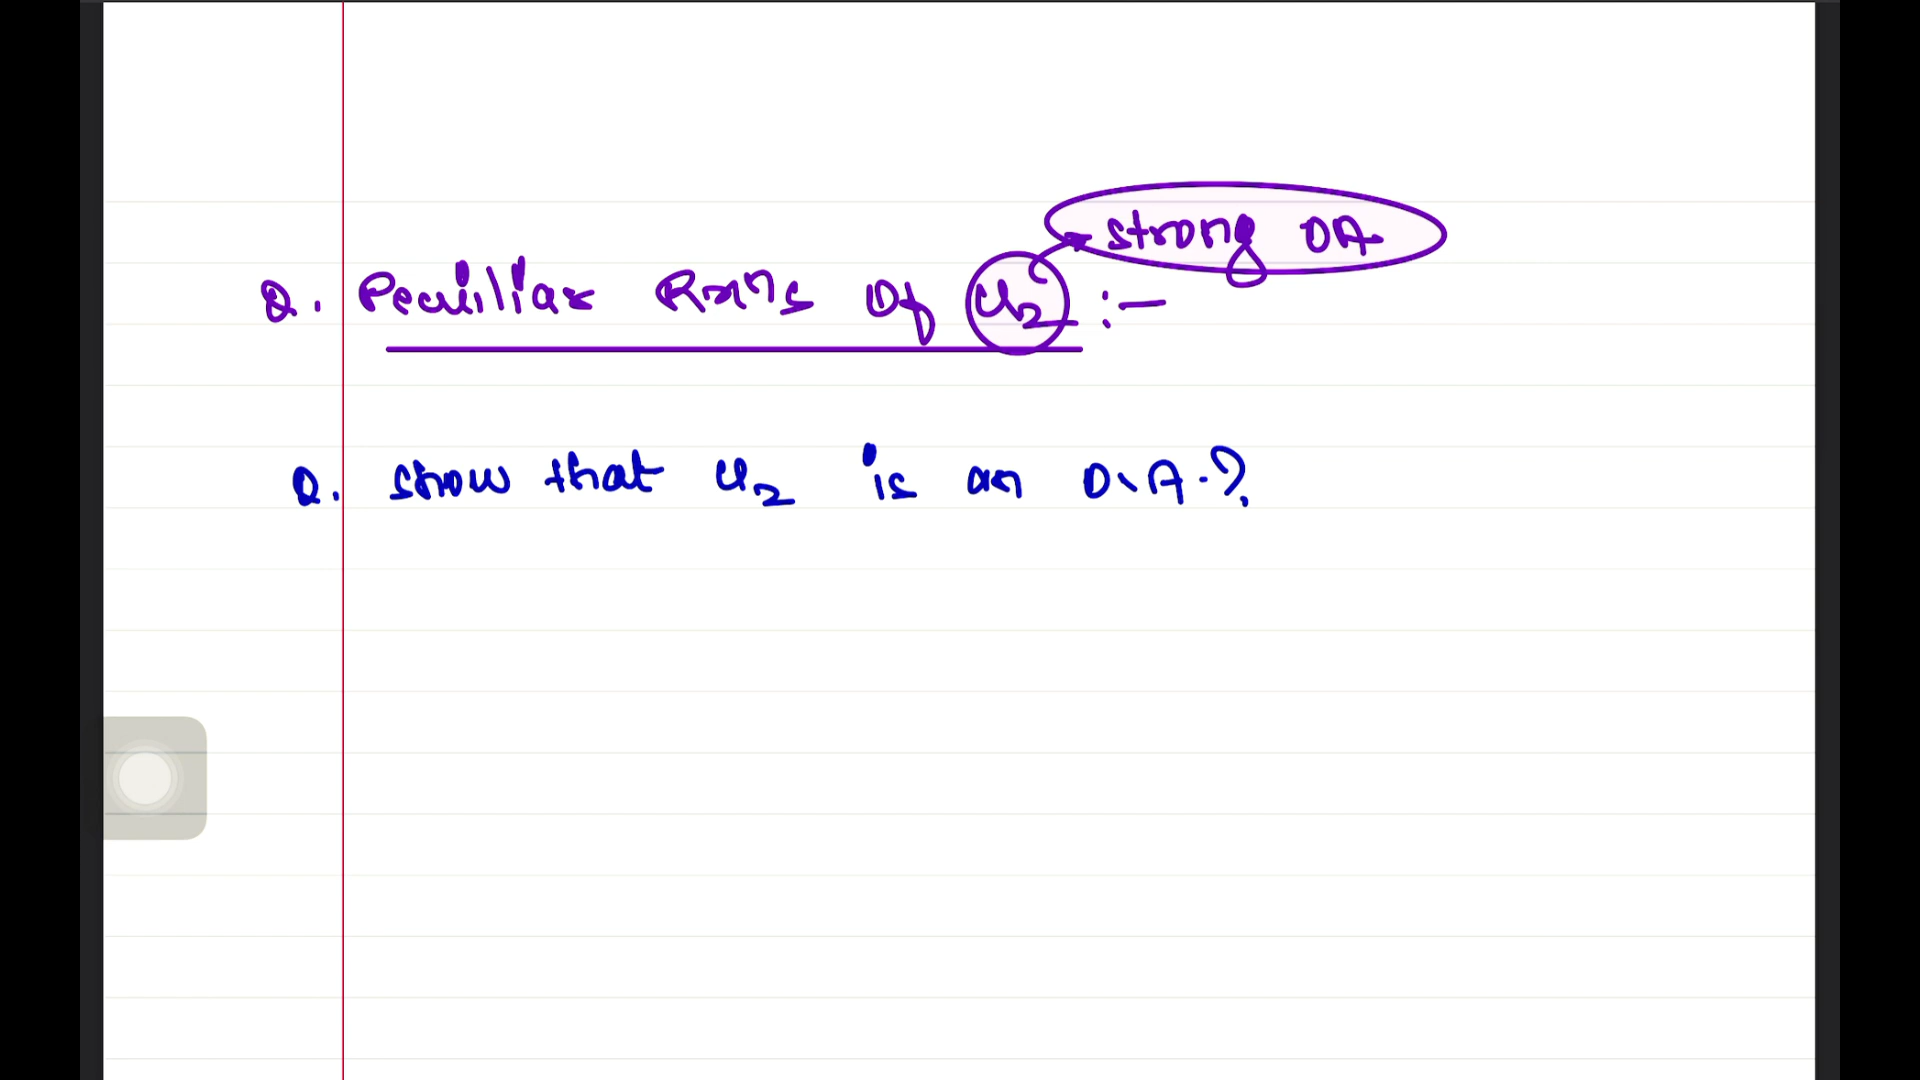 strong OA.
Q. Peculiar Rxns Of Cl2 :-
Q. Show that Cl2 is an O.A.?